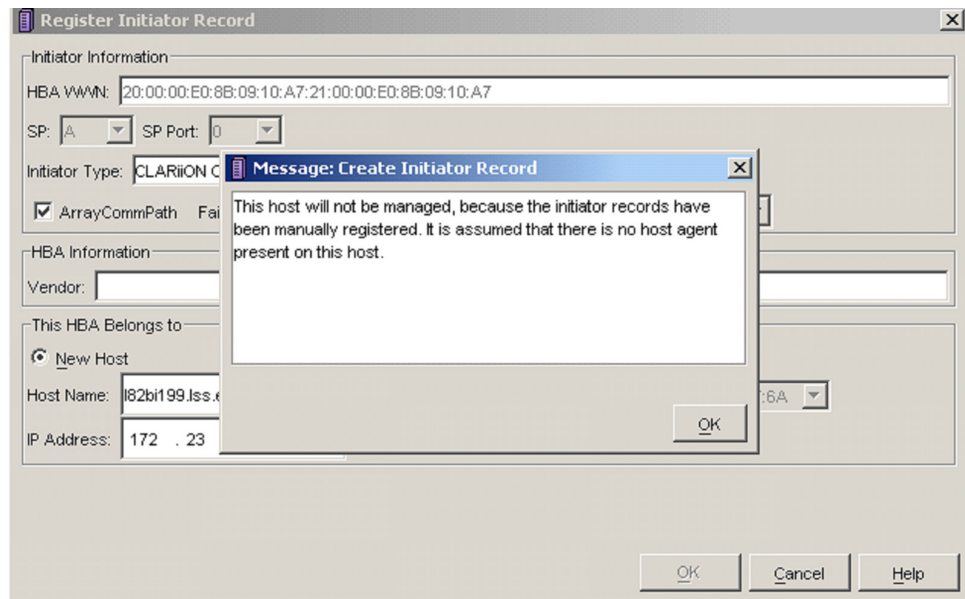 Register Initiator Record
Initiator Information
HBA WWN: 20:00:00:E0:8B:09:10:A7:21:00:00:E0:8B:09:10:A7
SP: A SP Port: 0
Initiator Type: CLARiiON
ArrayCommPath
HBA Information
Vendor:
This HBA Belongs to
New Host
Host Name: l82bi199.lss.e
:6A
IP Address: 172 . 23
OK Cancel Help
Message: Create Initiator Record
This host will not be managed, because the initiator records have
been manually registered. It is assumed that there is no host agent
present on this host.
OK